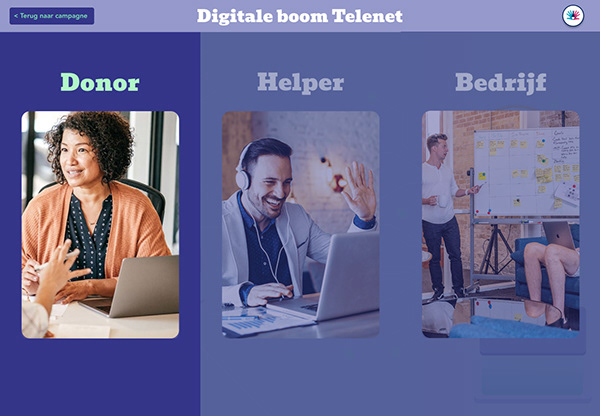 < Terug naar campagne
Digitale boom Telenet
Donor
Helper
Bedrijf